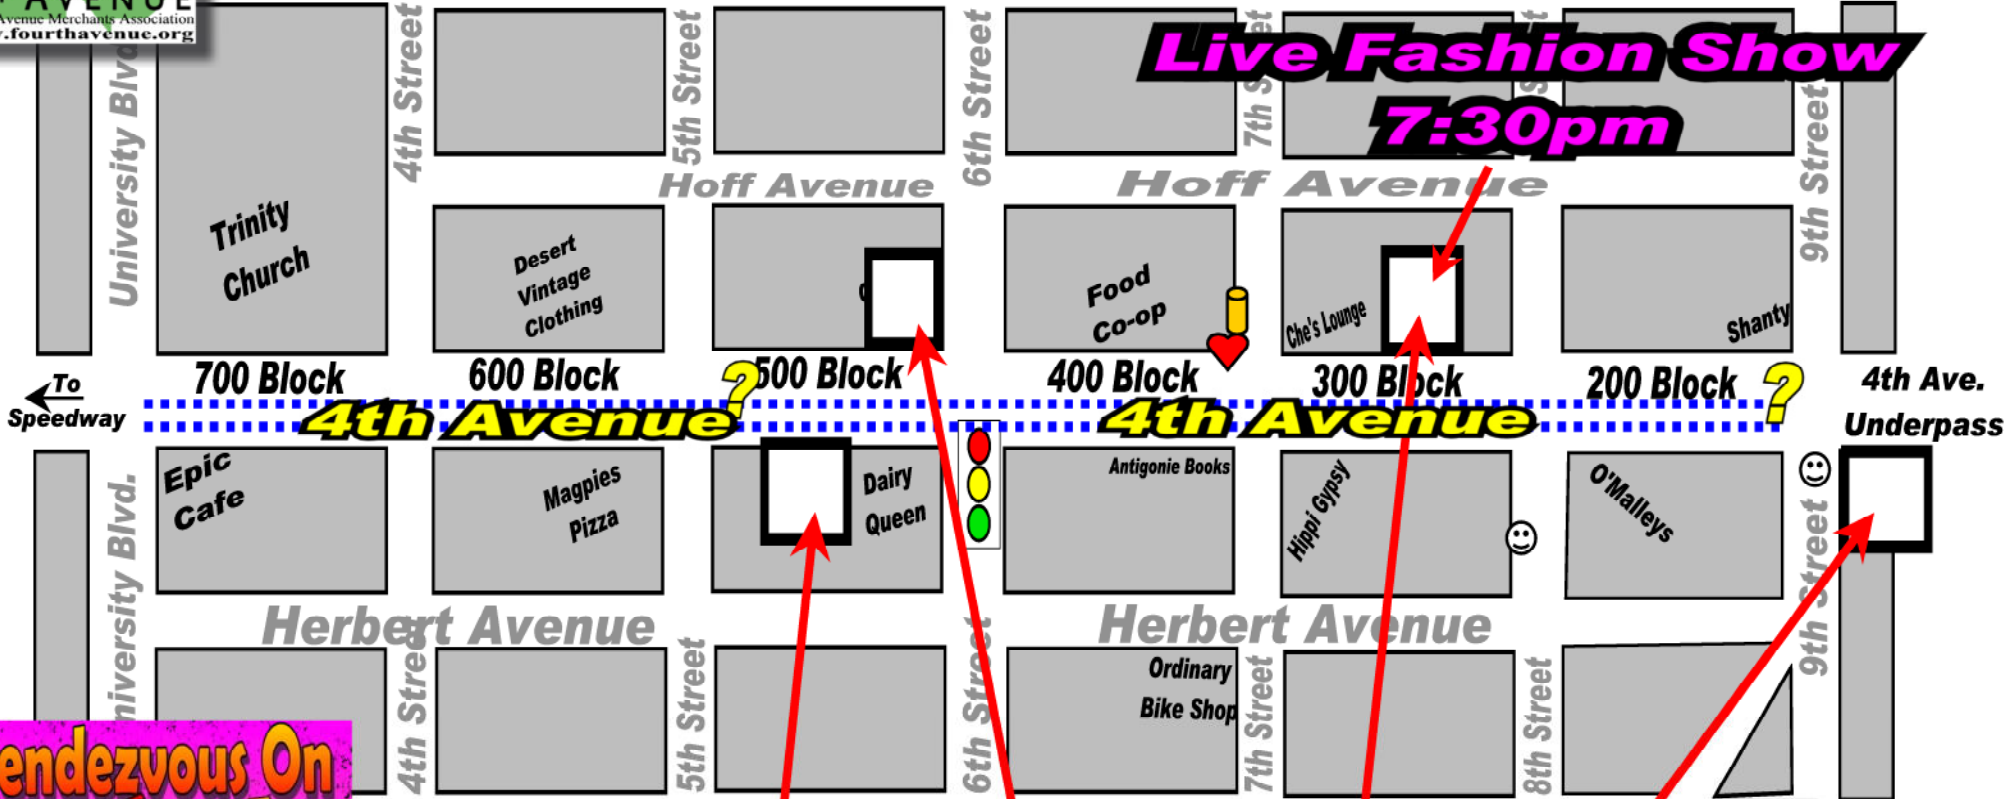 AVENUE
Avenue Merchants Association
.fourthavenue.org
University Blvd
4th Street
5th Street
6th Street
7th
9th Street
Live Fashion Show
7:30pm
Hoff Avenue
Hoff Avenue
Trinity
Church
Desert
Vintage
Clothing
Food
Co-op
Che's Lounge
Shanty
700 Block
600 Block
?
500 Block
400 Block
300 Block
200 Block
?
To
Speedway
4th Avenue
4th Avenue
4th Ave.
Underpass
Epic
Cafe
Magpies
Pizza
Dairy
Queen
Antigonie Books
Hippi Gypsy
O'Malleys
9th Street
University Blvd.
Herbert Avenue
Herbert Avenue
4th Street
5th Street
6th Street
Ordinary
Bike Shop
7th Street
8th Street
endezvous On